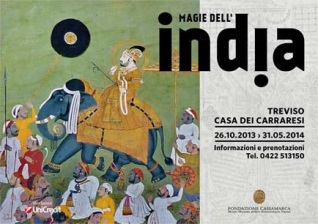 MAGIE DELL'
india
TREVISO
CASA DEI CARRARESI
26.10.2013 › 31.05.2014
Informazioni e prenotazioni
Tel. 0422 513150
UniCredit
FONDAZIONE CASSAMARCA